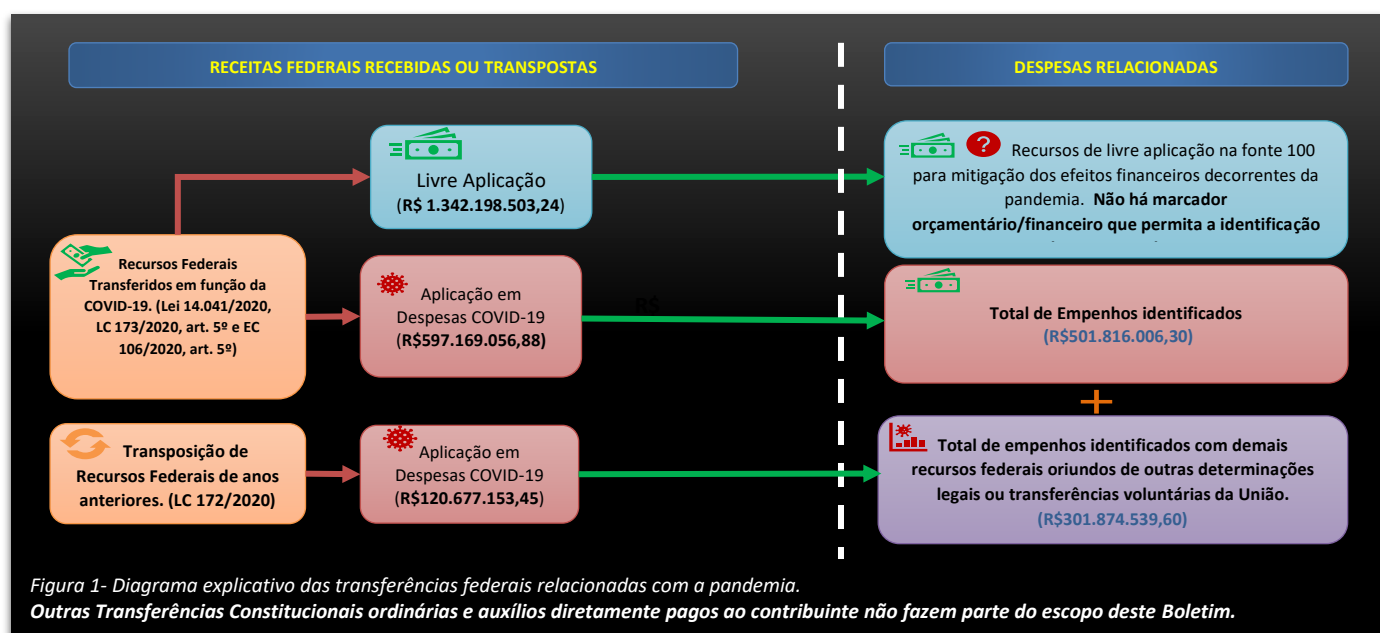 RECEITAS FEDERAIS RECEBIDAS OU TRANSPOSTAS
DESPESAS RELACIONADAS
Livre Aplicação
(R$ 1.342.198.503,24)
Recursos de livre aplicação na fonte 100
para mitigação dos efeitos financeiros decorrentes da
pandemia. Não há marcador
orçamentário/financeiro que permita a identificação
Recursos Federais
Transferidos em função da
COVID-19. (Lei 14.041/2020,
LC 173/2020, art. 5º e EC
106/2020, art. 5º)
Aplicação em
Despesas COVID-19
(R$597.169.056,88)
R$
Total de Empenhos identificados
(R$501.816.006,30)
Transposição de
Recursos Federais de anos
anteriores. (LC 172/2020)
Aplicação em
Despesas COVID-19
(R$120.677.153,45)
Total de empenhos identificados com demais
recursos federais oriundos de outras determinações
legais ou transferências voluntárias da União.
(R$301.874.539,60)
Figura 1- Diagrama explicativo das transferências federais relacionadas com a pandemia.
Outras Transferências Constitucionais ordinárias e auxílios diretamente pagos ao contribuinte não fazem parte do escopo deste Boletim.